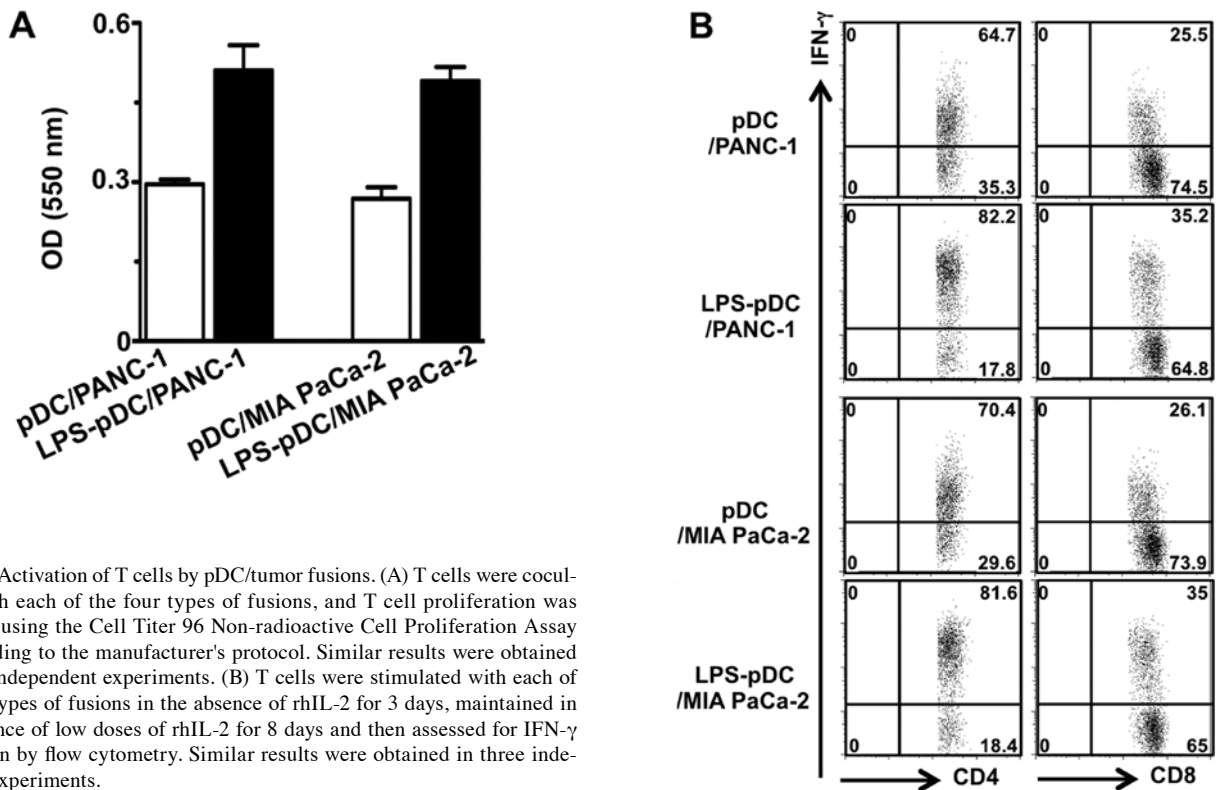 A
0.6
0.3
0
OD (550 nm)
pDC/PANC-1
LPS-pDC/PANC-1
pDC/MIA PaCa-2
LPS-pDC/MIA PaCa-2
Activation of T cells by pDC/tumor fusions. (A) T cells were cocul-
h each of the four types of fusions, and T cell proliferation was
using the Cell Titer 96 Non-radioactive Cell Proliferation Assay
ding to the manufacturer's protocol. Similar results were obtained
independent experiments. (B) T cells were stimulated with each of
ypes of fusions in the absence of rhIL-2 for 3 days, maintained in
nce of low doses of rhIL-2 for 8 days and then assessed for IFN-γ
n by flow cytometry. Similar results were obtained in three inde-
experiments.
B
IFN-γ
pDC
/PANC-1
0 64.7
0 35.3
0 25.5
0 74.5
LPS-pDC
/PANC-1
0 82.2
0 17.8
0 35.2
0 64.8
pDC
/MIA PaCa-2
0 70.4
0 29.6
0 26.1
0 73.9
LPS-pDC
/MIA PaCa-2
0 81.6
0 18.4
0 35
0 65
CD4
CD8